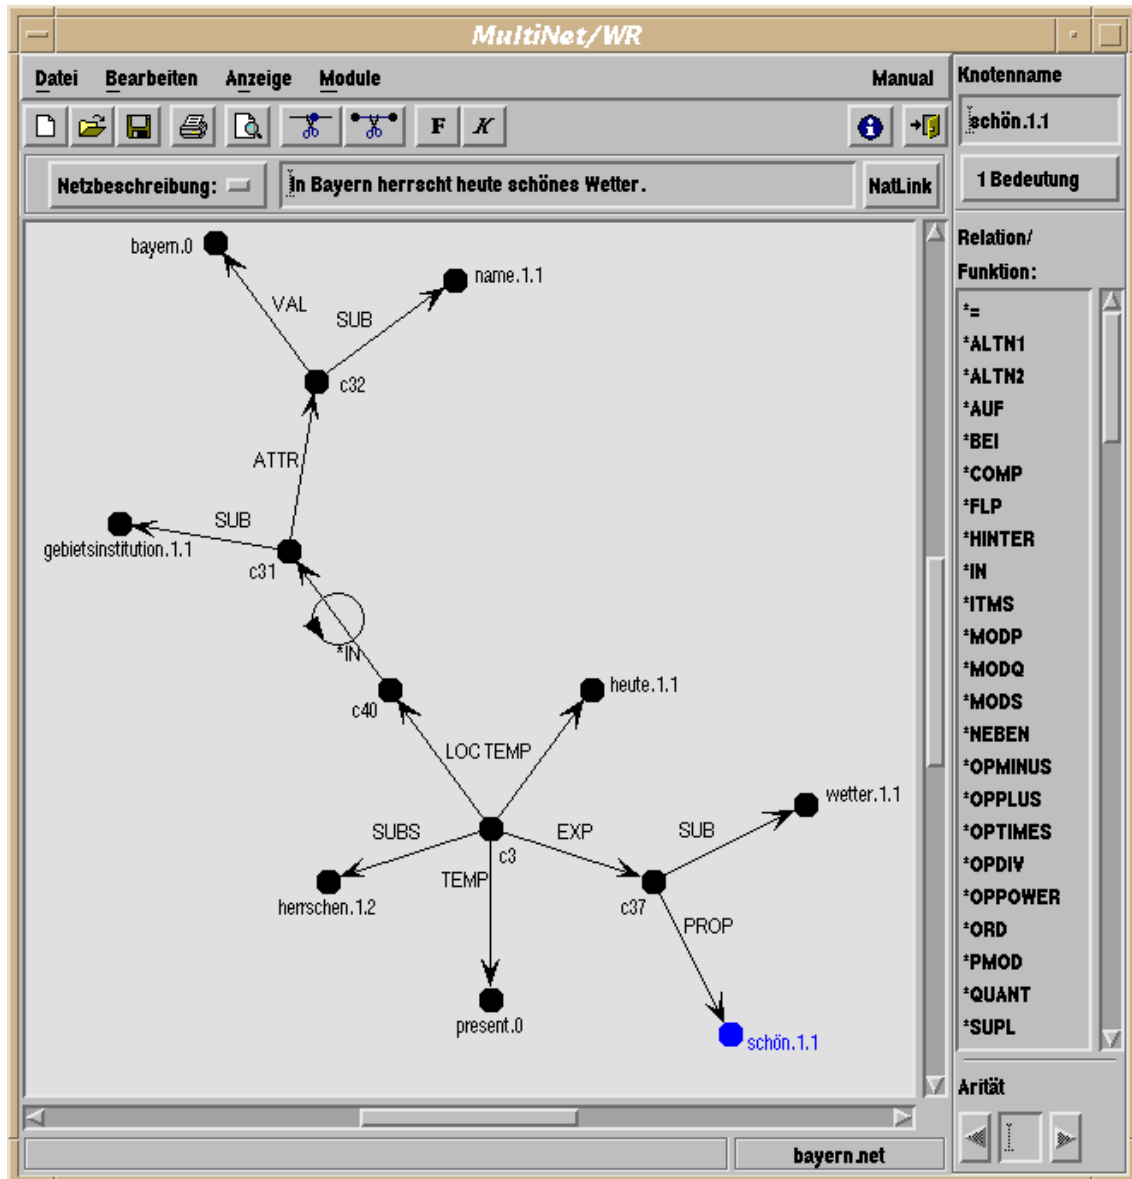 MultiNet/WR
Datei Bearbeiten Anzeige Module Manual
F K
Netzbeschreibung: In Bayern herrscht heute schönes Wetter. NatLink
bayern.0
name.1.1
VAL
SUB
c32
ATTR
SUB
gebietsinstitution.1.1
c31
*IN
c40
heute.1.1
LOC TEMP
wetter.1.1
SUBS
EXP
SUB
c3
TEMP
herrschen.1.2
c37
PROP
present.0
schön.1.1
bayern.net
Knotenname
schön.1.1
1 Bedeutung
Relation/
Funktion:
*=
*ALTN1
*ALTN2
*AUF
*BEI
*COMP
*FLP
*HINTER
*IN
*ITMS
*MODP
*MODQ
*MODS
*NEBEN
*OPMINUS
*OPPLUS
*OPTIMES
*OPDIV
*OPPOWER
*ORD
*PMOD
*QUANT
*SUPL
Arität